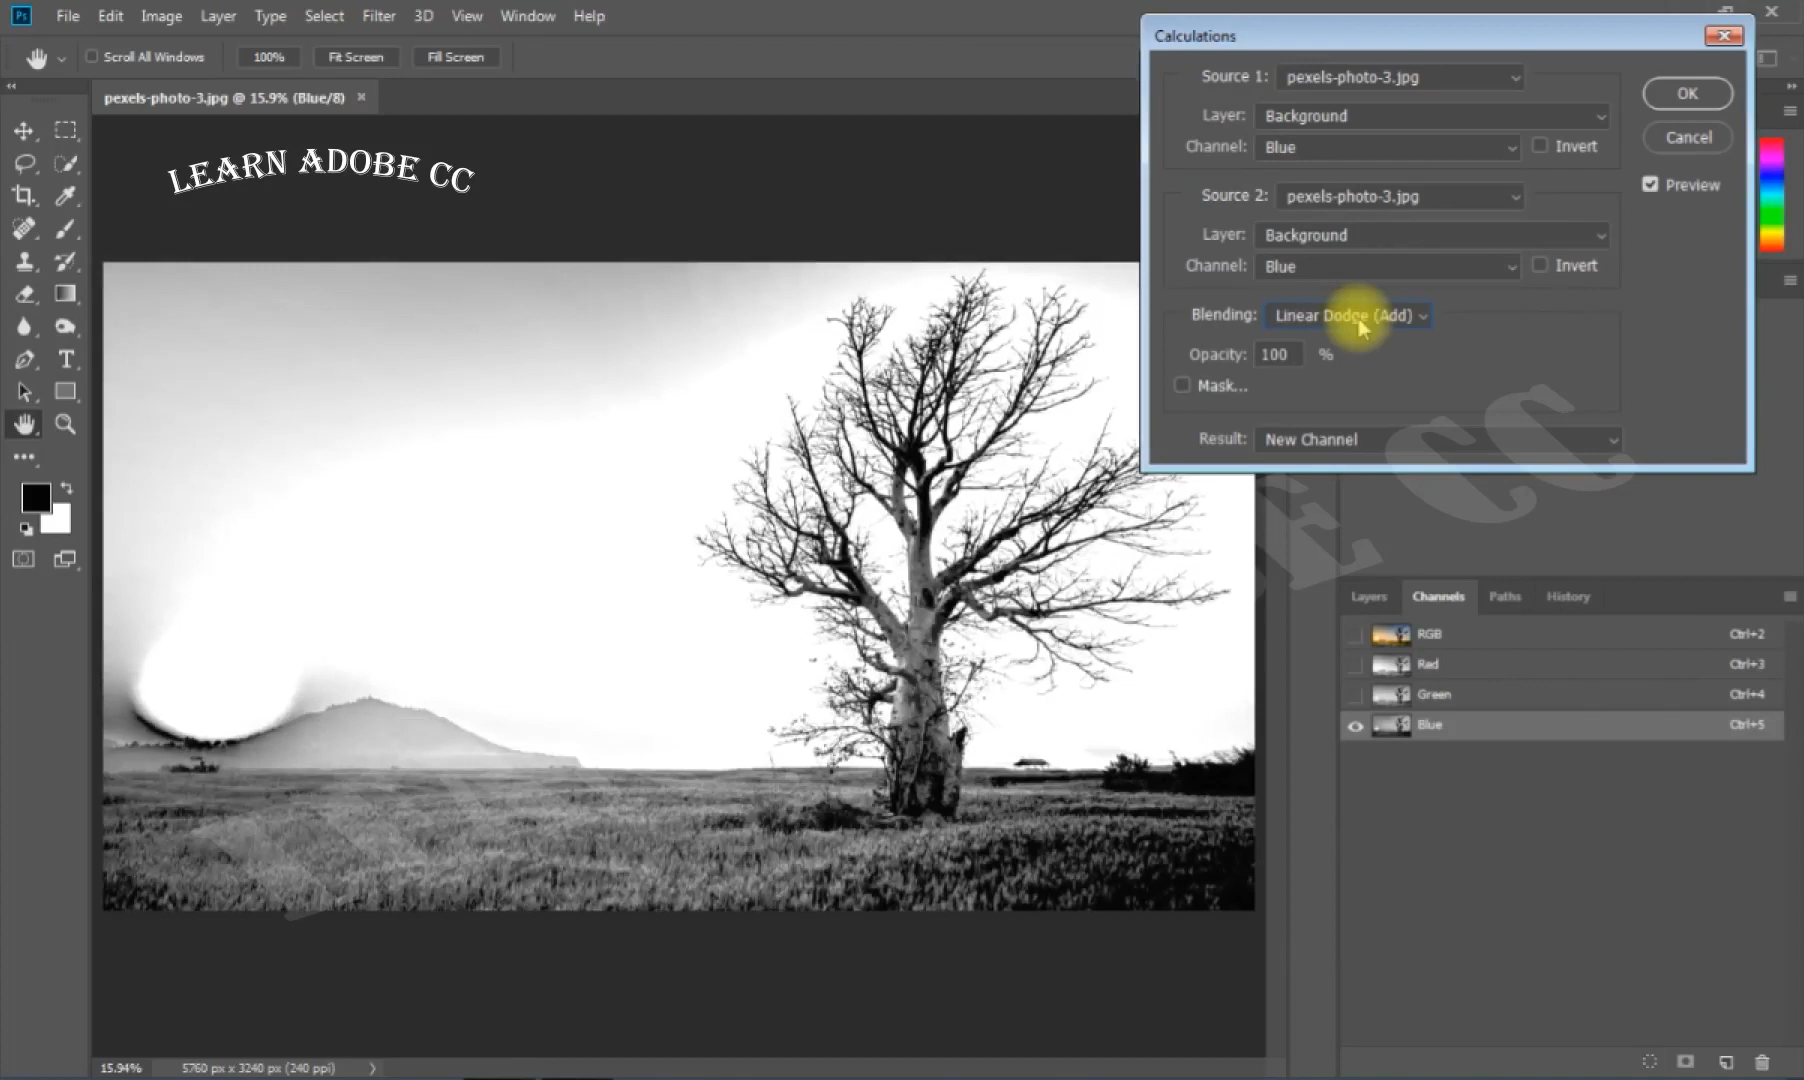 Ps File Edit Image Layer Type Select Filter 3D View Window Help
Scroll All Windows 100% Fit Screen Fill Screen
pexels-photo-3.jpg @ 15.9% (Blue/8)
LEARN ADOBE CC
Calculations
Source 1: pexels-photo-3.jpg
Layer: Background
Channel: Blue Invert
Source 2: pexels-photo-3.jpg
Layer: Background
Channel: Blue Invert
Blending: Linear Dodge (Add)
Opacity: 100 %
Mask...
Result: New Channel
OK
Cancel
Preview
E CC
Layers Channels Paths History
RGB Ctrl+2
Red Ctrl+3
Green Ctrl+4
Blue Ctrl+5
15.94% 5760 px x 3240 px (240 ppi)